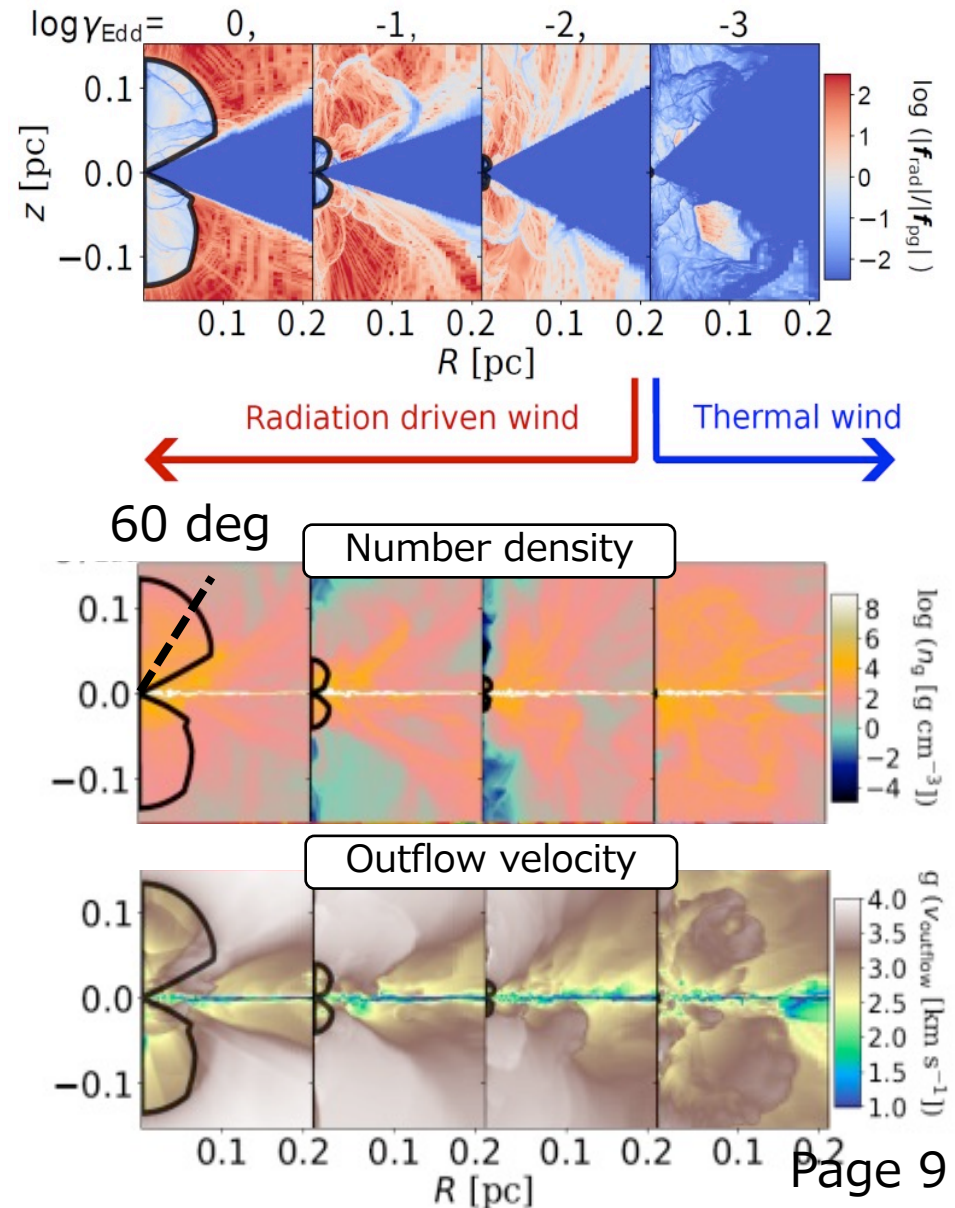 logγEdd= 0, -1, -2, -3
0.1
0.0
−0.1
z [pc]
2
1
0
−1
−2
log (|frad|/|fpg|)
0.1 0.2 0.1 0.2 0.1 0.2 0.1 0.2
R [pc]
Radiation driven wind
Thermal wind
60 deg
Number density
0.1
0.0
−0.1
8
6
4
2
0
−2
−4
log (ng [g cm−3])
Outflow velocity
0.1
0.0
−0.1
4.0
3.5
3.0
2.5
2.0
1.5
1.0
g (voutflow [km s−1])
0.1 0.2 0.1 0.2 0.1 0.2 0.1 0.2
R [pc]
Page 9